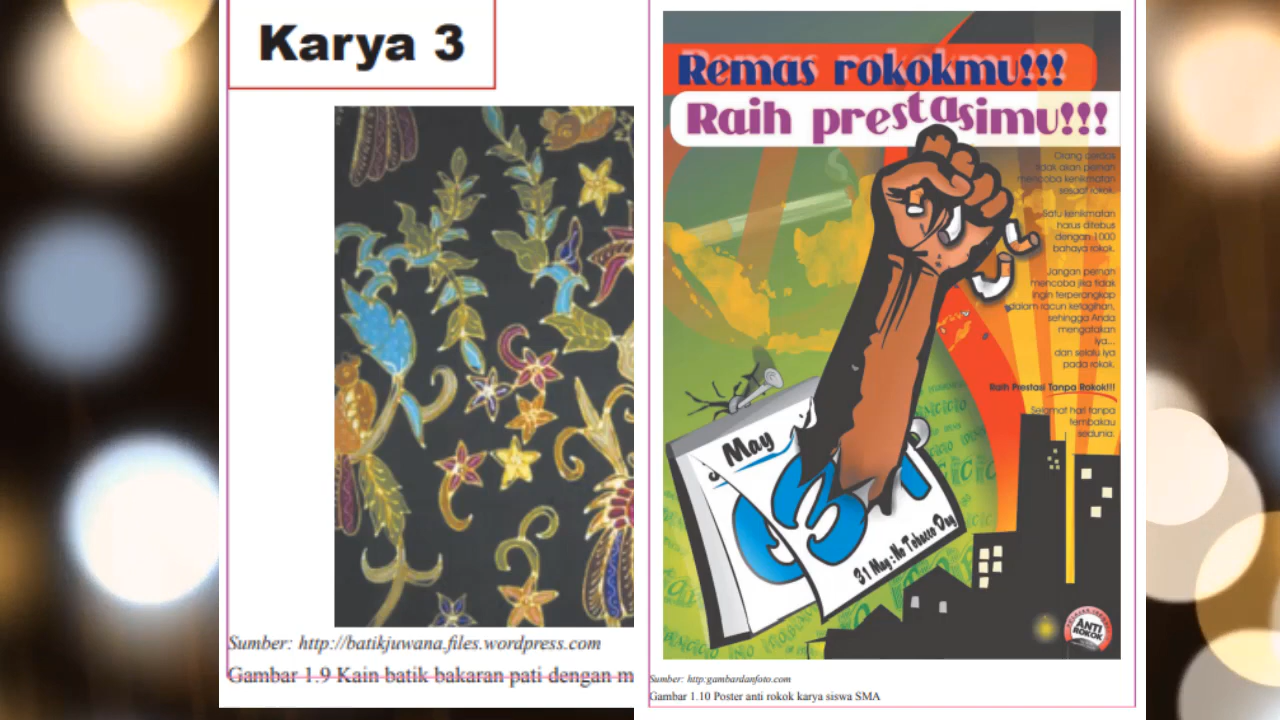 Karya 3
Sumber: http://batikjuwana.files.wordpress.com
Gambar 1.9 Kain batik bakaran pati dengan m
Remas rokokmu!!!
Raih prestasimu!!!
Orang cerdas
tidak akan pernah
mencoba kenikmatan
sesaat rokok.
Satu kenikmatan
harus ditebus
dengan 1000
bahaya rokok.
Jangan pernah
mencoba jika tidak
ingin terperangkap
dalam racun ketagihan,
sehingga Anda
mengatakan
iya...
dan selalu iya
pada rokok.
Raih Prestasi Tanpa Rokok!!!
Selamat hari tanpa
tembakau
sedunia.
May
31
31 May : No Tobacco Day
ANTI
ROKOK
Sumber: http:gambardanfoto.com
Gambar 1.10 Poster anti rokok karya siswa SMA